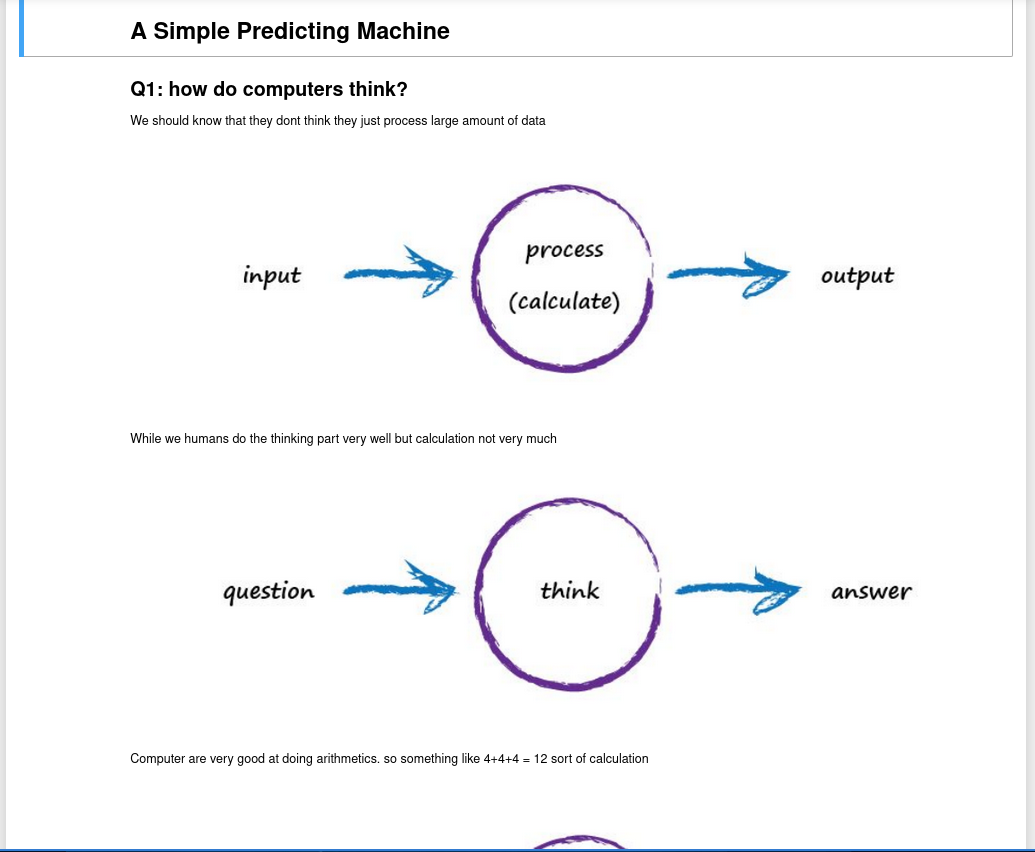 A Simple Predicting Machine
Q1: how do computers think?
We should know that they dont think they just process large amount of data
process
input
output
(calculate)
While we humans do the thinking part very well but calculation not very much
question
think
answer
Computer are very good at doing arithmetics. so something like 4+4+4 = 12 sort of calculation